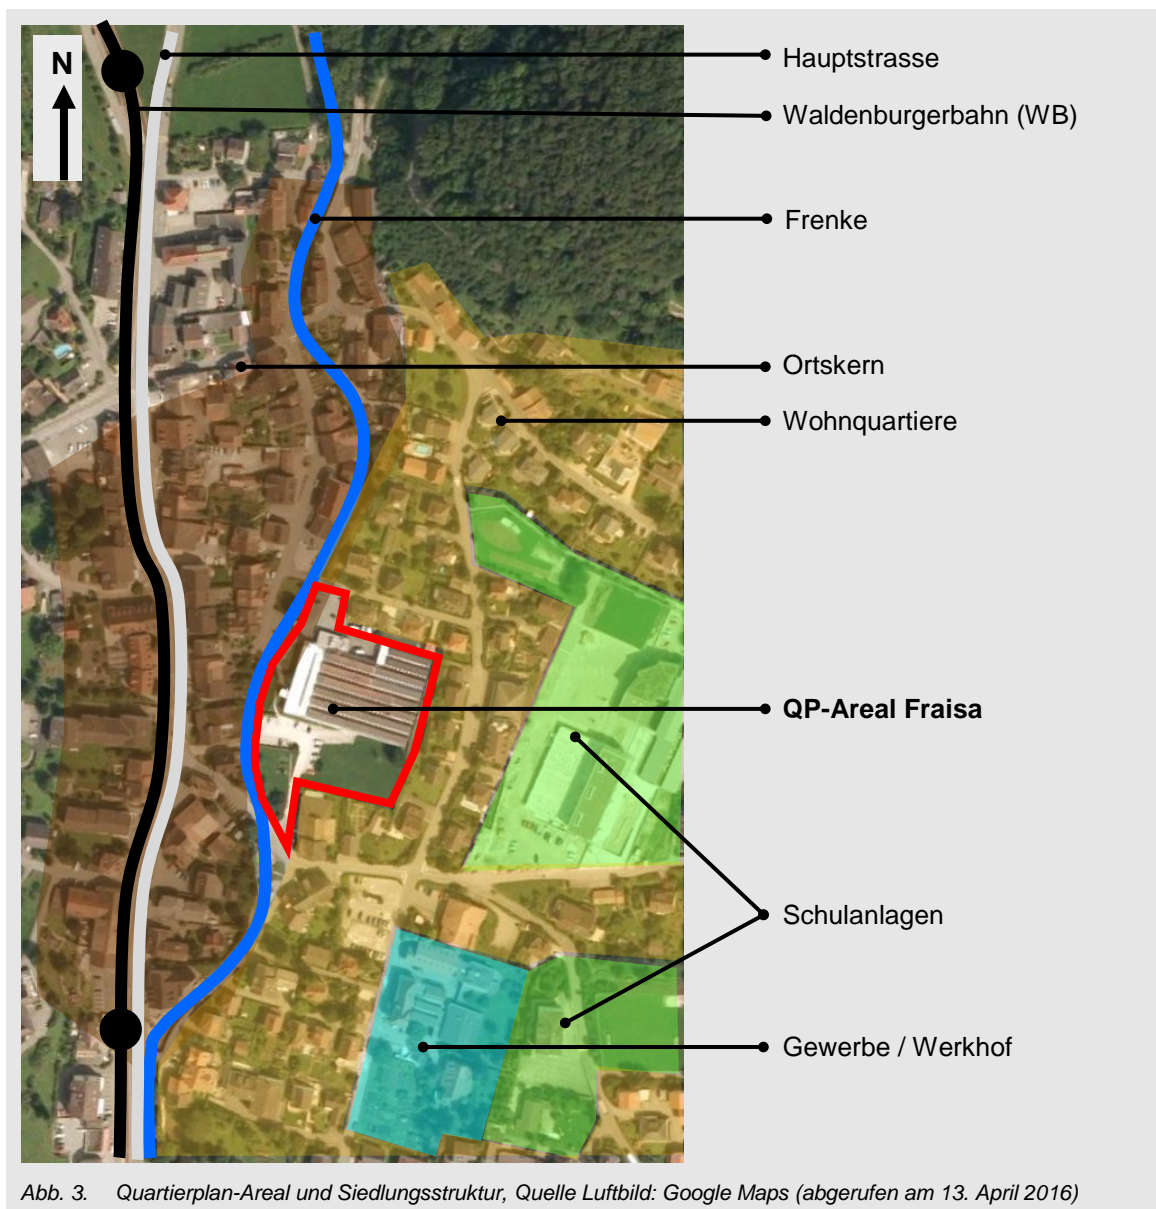 N
Hauptstrasse
Waldenburgerbahn (WB)
Frenke
Ortskern
Wohnquartiere
QP-Areal Fraisa
Schulanlagen
Gewerbe / Werkhof
Abb. 3. Quartierplan-Areal und Siedlungsstruktur, Quelle Luftbild: Google Maps (abgerufen am 13. April 2016)